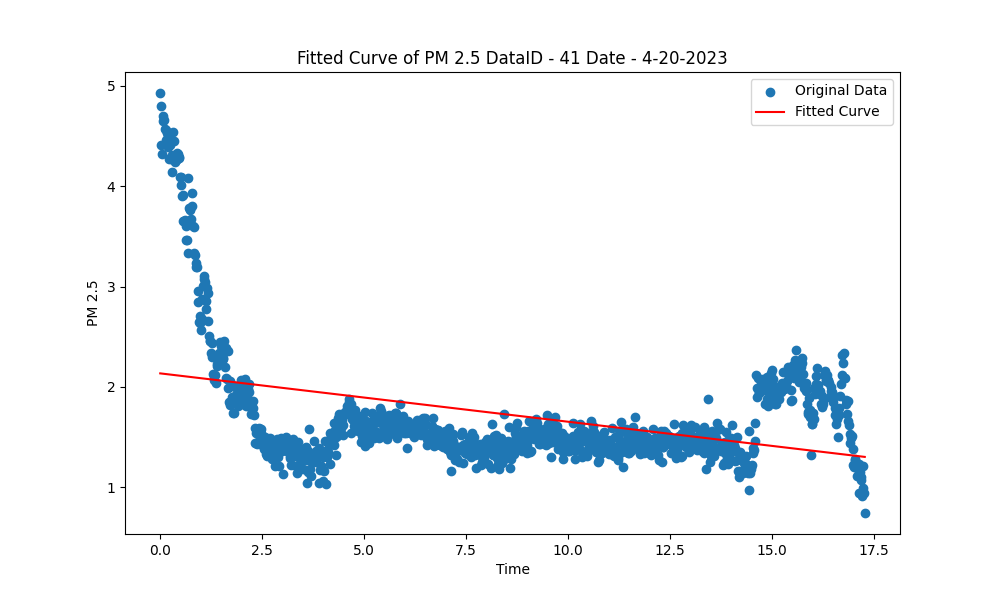 Fitted Curve of PM 2.5 DataID - 41 Date - 4-20-2023
Original Data
Fitted Curve
5
4
3
2
1
PM 2.5
0.0 2.5 5.0 7.5 10.0 12.5 15.0 17.5
Time